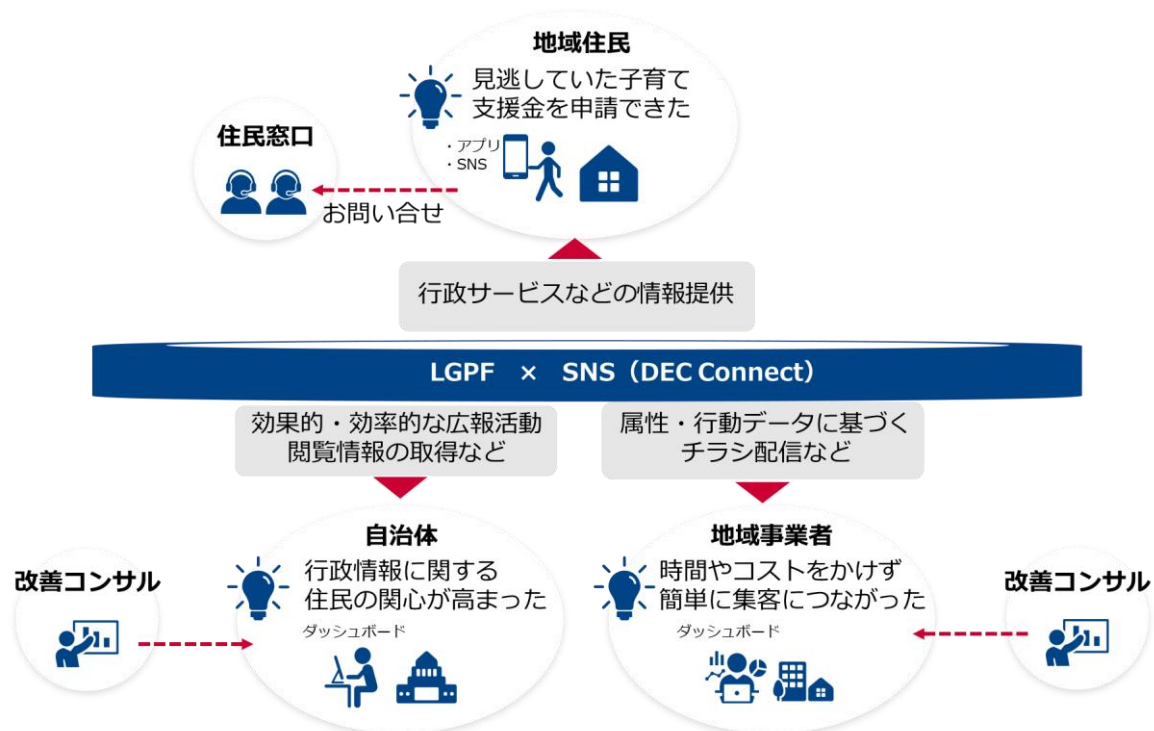 地域住民
見逃していた子育て
支援金を申請できた
・アプリ
・SNS
住民窓口
お問い合せ
行政サービスなどの情報提供
LGPF × SNS（DEC Connect）
効果的・効率的な広報活動
閲覧情報の取得など
属性・行動データに基づく
チラシ配信など
自治体
行政情報に関する
住民の関心が高まった
ダッシュボード
改善コンサル
地域事業者
時間やコストをかけず
簡単に集客につながった
ダッシュボード
改善コンサル